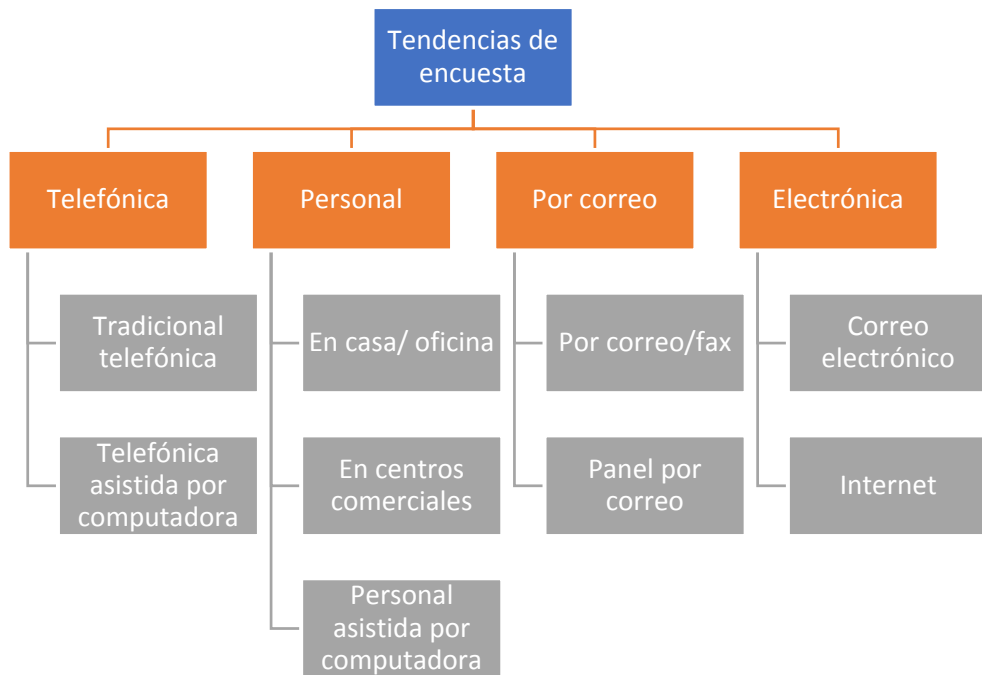 Tendencias de
encuesta
Telefónica
Personal
Por correo
Electrónica
Tradicional
telefónica
En casa/ oficina
Por correo/fax
Correo
electrónico
Telefónica
asistida por
computadora
En centros
comerciales
Panel por
correo
Internet
Personal
asistida por
computadora